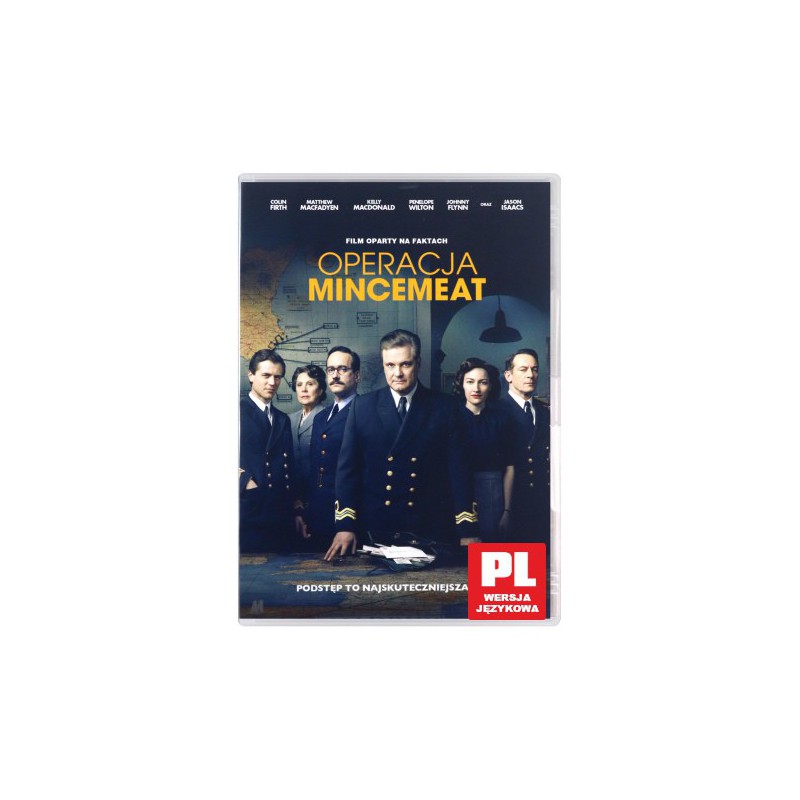 COLIN FIRTH MATTHEW MACFADYEN KELLY MACDONALD PENELOPE WILTON JOHNNY FLYNN ORAZ JASON ISAACS
FILM OPARTY NA FAKTACH
OPERACJA
MINCEMEAT
PODSTĘP TO NAJSKUTECZNIEJSZA
PL
WERSJA
JĘZYKOWA